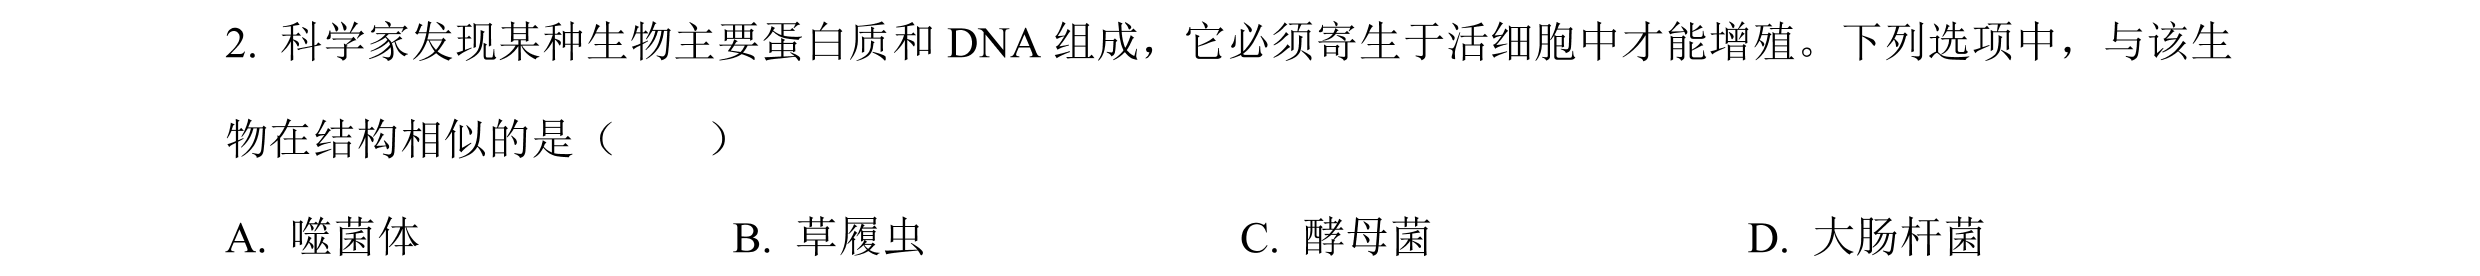 2. 科学家发现某种生物主要蛋白质和 DNA 组成，它必须寄生于活细胞中才能增殖。下列选项中，与该生
物在结构相似的是（　　）
A. 噬菌体　　B. 草履虫　　C. 酵母菌　　D. 大肠杆菌